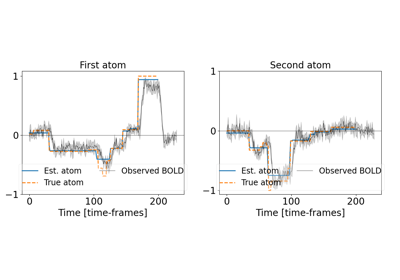 First atom
1
0
−1
Est. atom
True atom
Observed BOLD
0
100
200
Time [time-frames]
Second atom
1
0
−1
Est. atom
True atom
Observed BOLD
0
100
200
Time [time-frames]